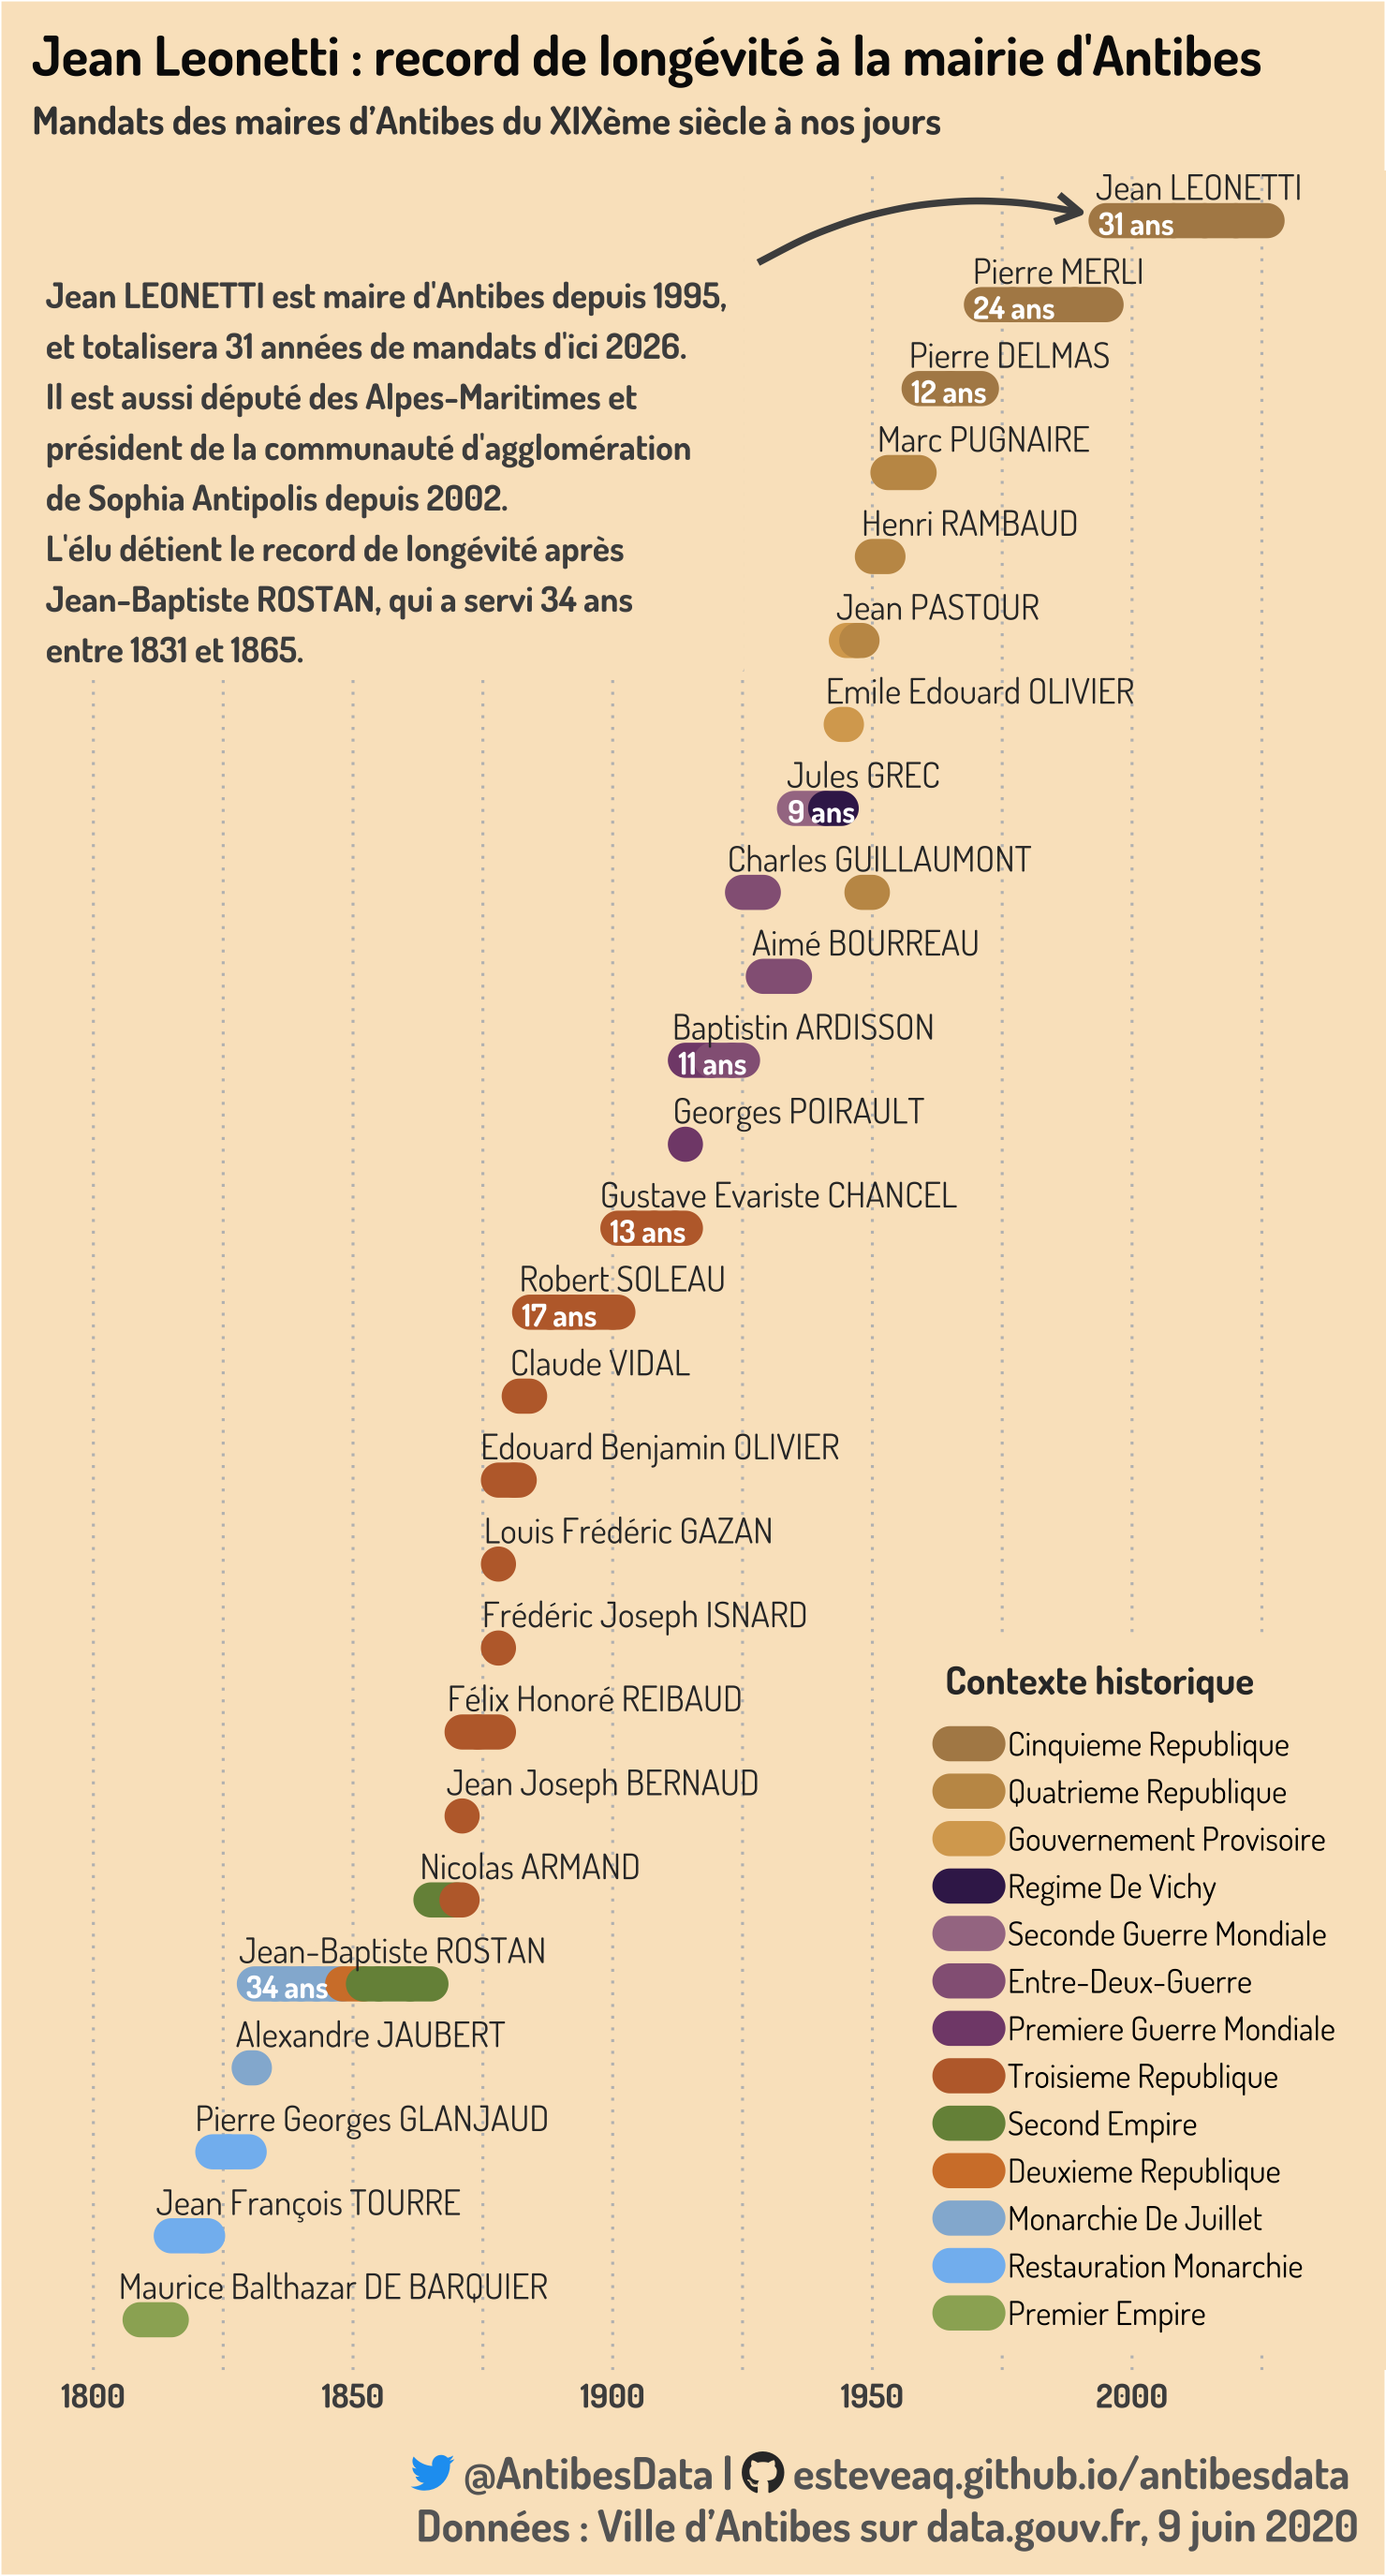 Jean Leonetti : record de longévité à la mairie d'Antibes
Mandats des maires d’Antibes du XIXème siècle à nos jours
Jean LEONETTI
31 ans
Pierre MERLI
24 ans
Jean LEONETTI est maire d'Antibes depuis 1995,
et totalisera 31 années de mandats d'ici 2026.
Il est aussi député des Alpes-Maritimes et
président de la communauté d'agglomération
de Sophia Antipolis depuis 2002.
L'élu détient le record de longévité après
Jean-Baptiste ROSTAN, qui a servi 34 ans
entre 1831 et 1865.
Pierre DELMAS
12 ans
Marc PUGNAIRE
Henri RAMBAUD
Jean PASTOUR
Emile Edouard OLIVIER
Jules GREC
9 ans
Charles GUILLAUMONT
Aimé BOURREAU
Baptistin ARDISSON
11 ans
Georges POIRAULT
Gustave Evariste CHANCEL
13 ans
Robert SOLEAU
17 ans
Claude VIDAL
Edouard Benjamin OLIVIER
Louis Frédéric GAZAN
Frédéric Joseph ISNARD
Félix Honoré REIBAUD
Jean Joseph BERNAUD
Nicolas ARMAND
Jean-Baptiste ROSTAN
34 ans
Alexandre JAUBERT
Pierre Georges GLANJAUD
Jean François TOURRE
Maurice Balthazar DE BARQUIER
Contexte historique
Cinquieme Republique
Quatrieme Republique
Gouvernement Provisoire
Regime De Vichy
Seconde Guerre Mondiale
Entre-Deux-Guerre
Premiere Guerre Mondiale
Troisieme Republique
Second Empire
Deuxieme Republique
Monarchie De Juillet
Restauration Monarchie
Premier Empire
1800 1850 1900 1950 2000
@AntibesData | esteveaq.github.io/antibesdata
Données : Ville d’Antibes sur data.gouv.fr, 9 juin 2020